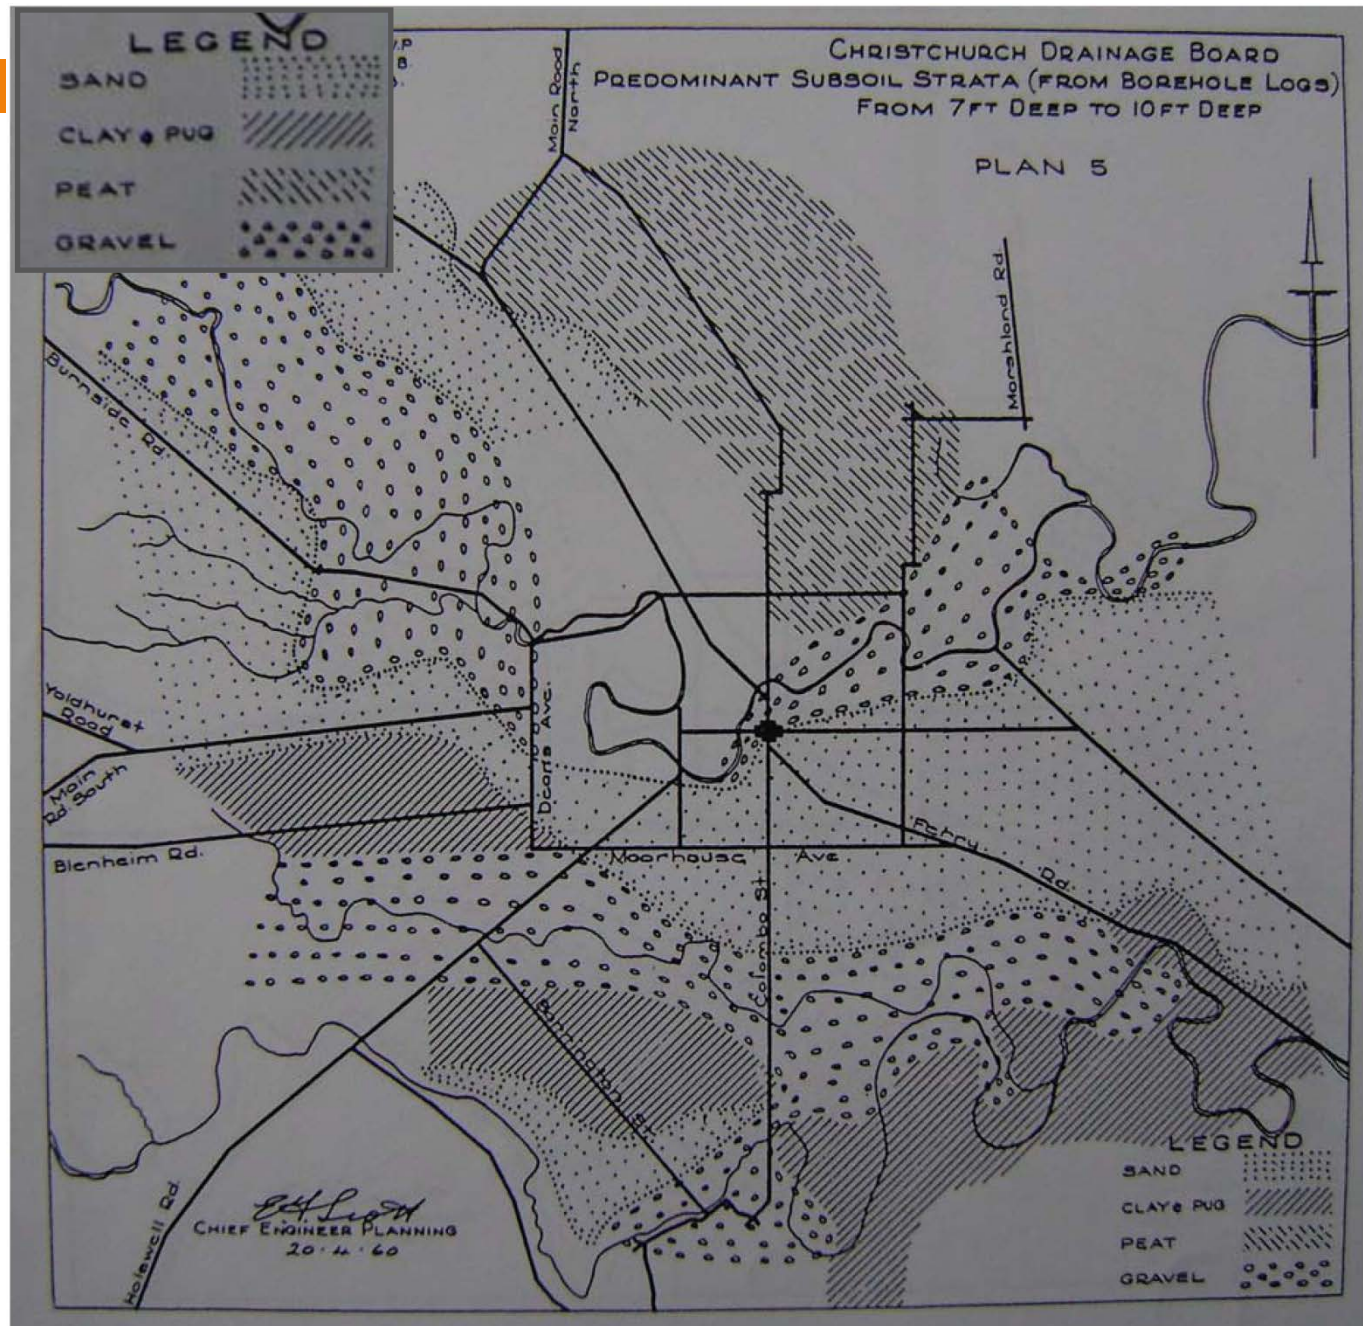 LEGEND
SAND
CLAY & PUG
PEAT
GRAVEL
V.P
B
CHRISTCHURCH DRAINAGE BOARD
PREDOMINANT SUBSOIL STRATA (FROM BOREHOLE LOGS)
FROM 7FT DEEP TO 10FT DEEP
PLAN 5
Main Road
North
Marshland Rd.
Burnside Rd.
Yaldhurst
Road
Main
Rd South
Blenheim Rd.
Deans Ave.
Moorhouse Ave
Ferry Rd.
Colombo St
Barrington St.
Halswell Rd.
CHIEF ENGINEER PLANNING
20.4.60
LEGEND
SAND
CLAY & PUG
PEAT
GRAVEL